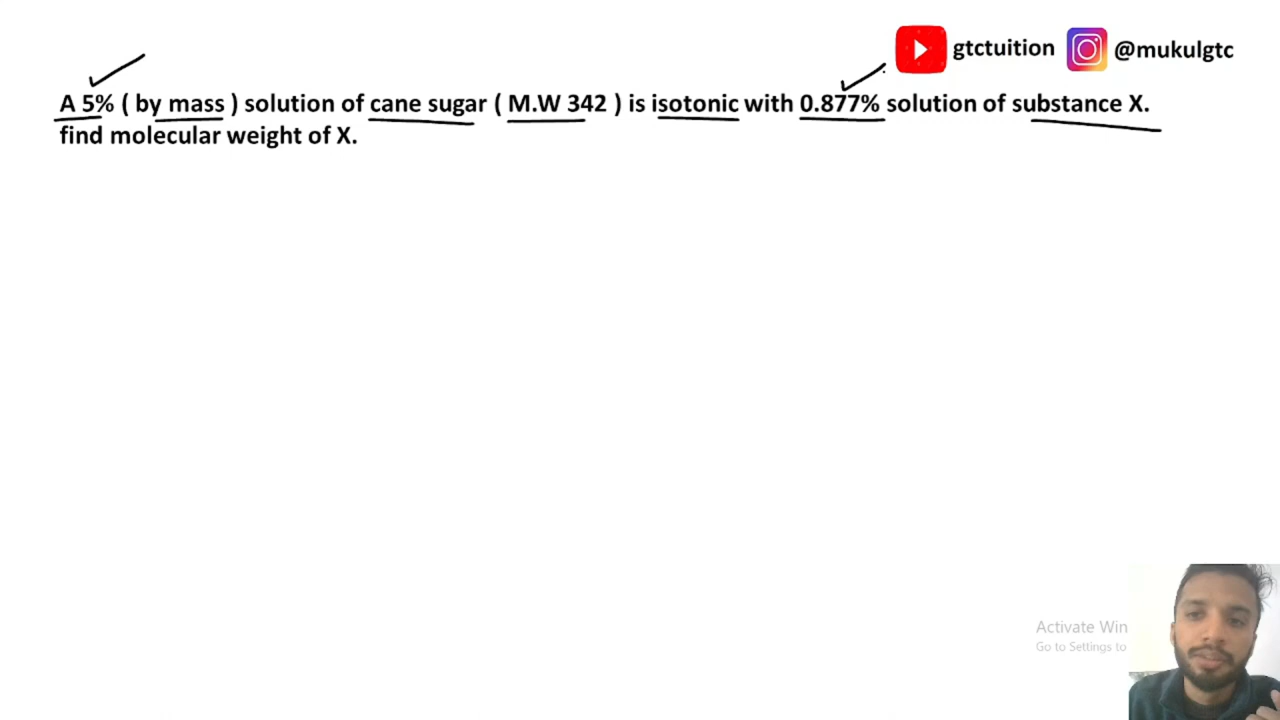 gtctuition @mukulgtc
A 5% ( by mass ) solution of cane sugar ( M.W 342 ) is isotonic with 0.877% solution of substance X.
find molecular weight of X.
Activate Win
Go to Settings to